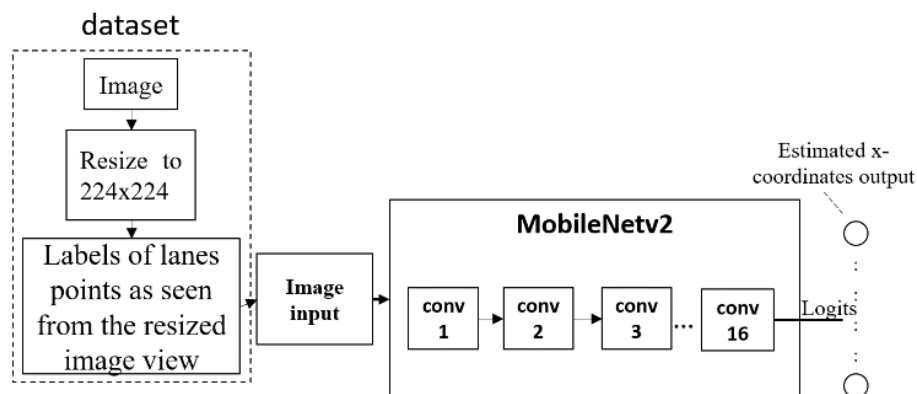 dataset
Image
Resize to
224x224
Labels of lanes
points as seen
from the resized
image view
Image
input
MobileNetv2
conv
1
conv
2
conv
3
...
conv
16
Logits
Estimated x-
coordinates output